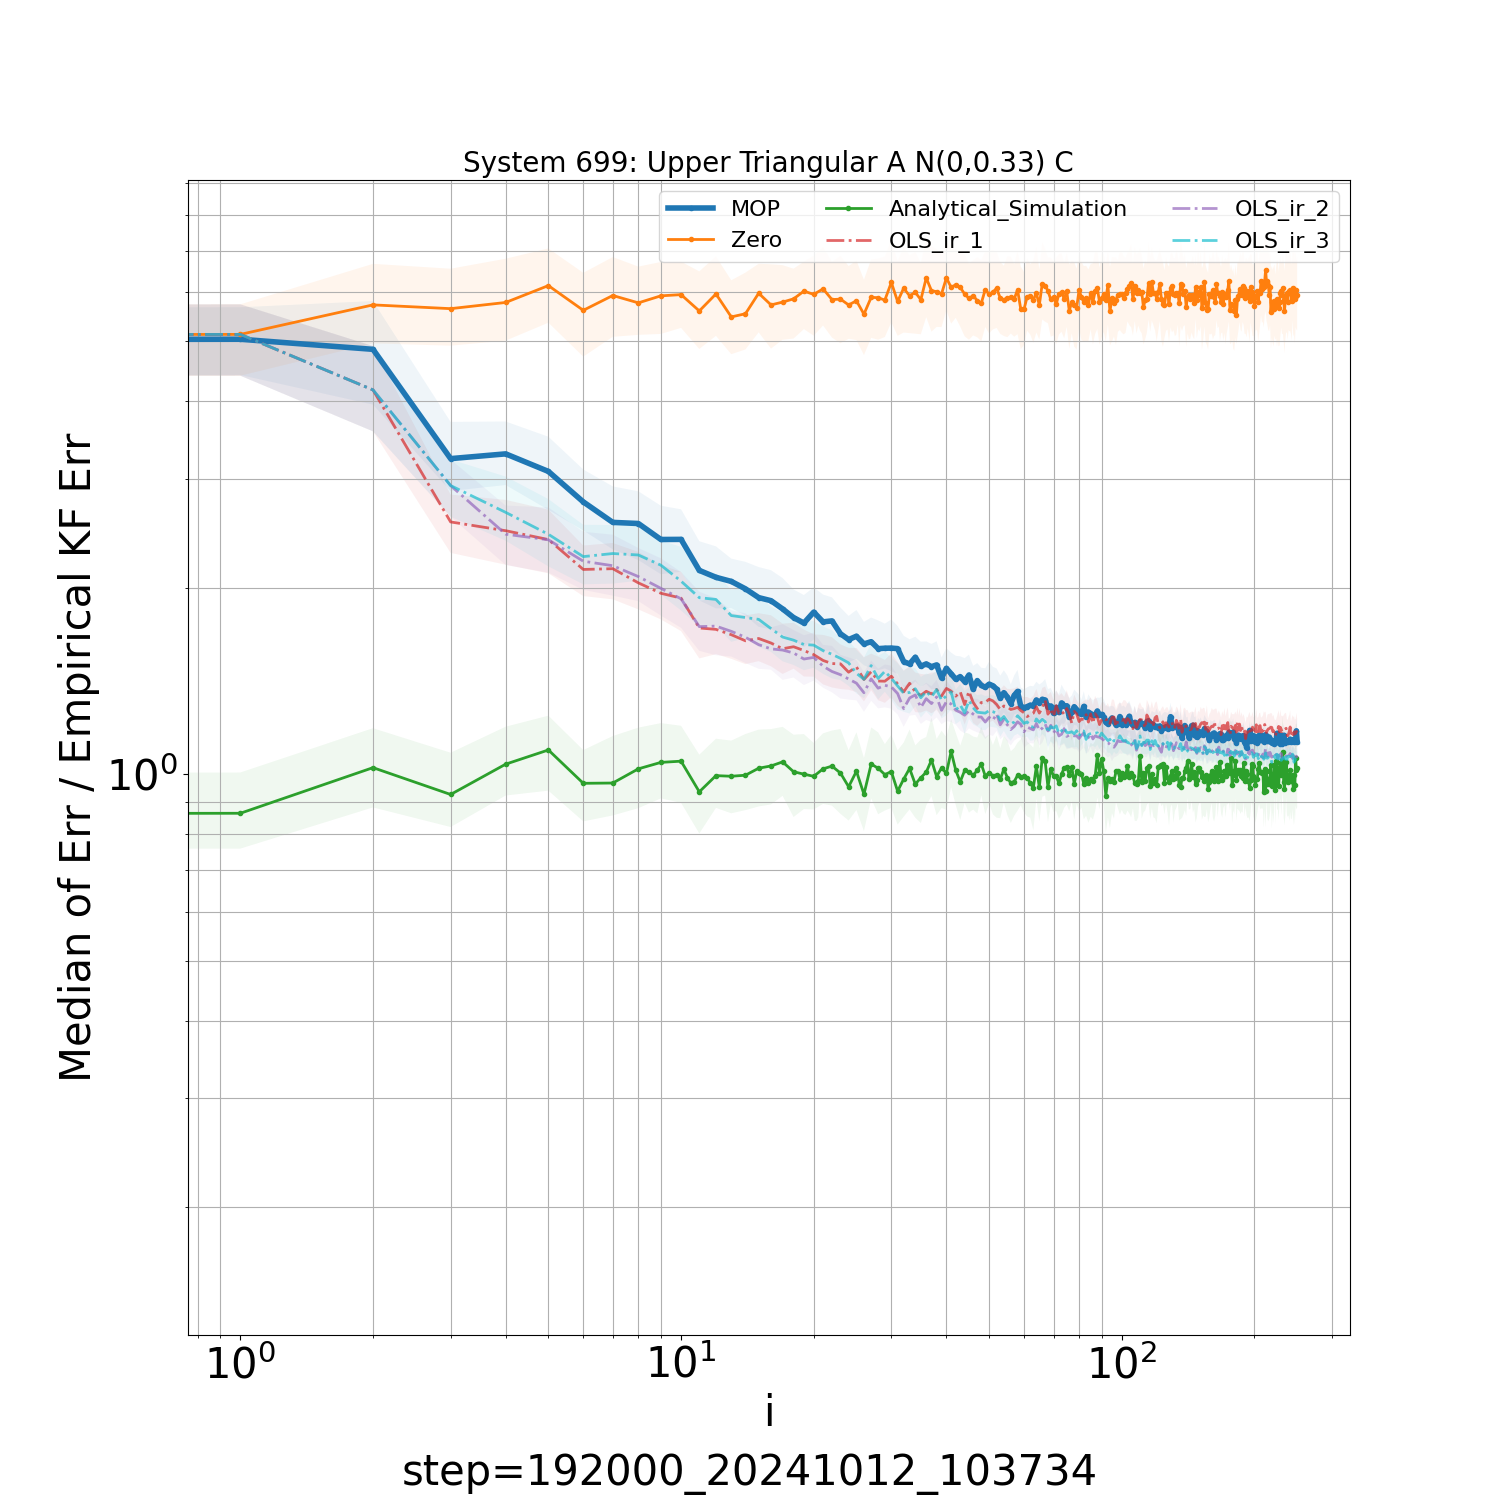 System 699: Upper Triangular A N(0,0.33) C
MOP
Zero
Analytical_Simulation
OLS_ir_1
OLS_ir_2
OLS_ir_3
Median of Err / Empirical KF Err
10⁰
10⁰
10¹
10²
i
step=192000_20241012_103734